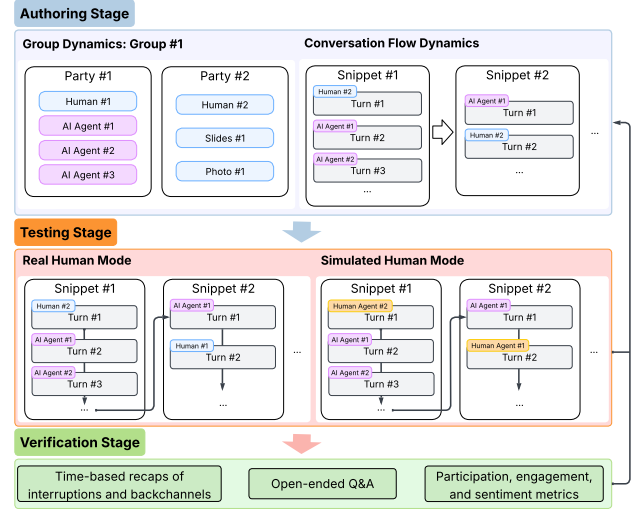 Authoring Stage
Group Dynamics: Group #1
Party #1
Human #1
AI Agent #1
AI Agent #2
AI Agent #3
Party #2
Human #2
Slides #1
Photo #1
Conversation Flow Dynamics
Snippet #1
Human #2
Turn #1
AI Agent #1
Turn #2
AI Agent #2
Turn #3
...
Snippet #2
AI Agent #1
Turn #1
Human #2
Turn #2
...
...
Testing Stage
Real Human Mode
Snippet #1
Human #2
Turn #1
AI Agent #1
Turn #2
AI Agent #2
Turn #3
...
Snippet #2
AI Agent #1
Turn #1
Human #1
Turn #2
...
...
Simulated Human Mode
Snippet #1
Human Agent #2
Turn #1
AI Agent #1
Turn #2
AI Agent #2
Turn #3
...
Snippet #2
AI Agent #1
Turn #1
Human Agent #1
Turn #2
...
...
Verification Stage
Time-based recaps of
interruptions and backchannels
Open-ended Q&A
Participation, engagement,
and sentiment metrics